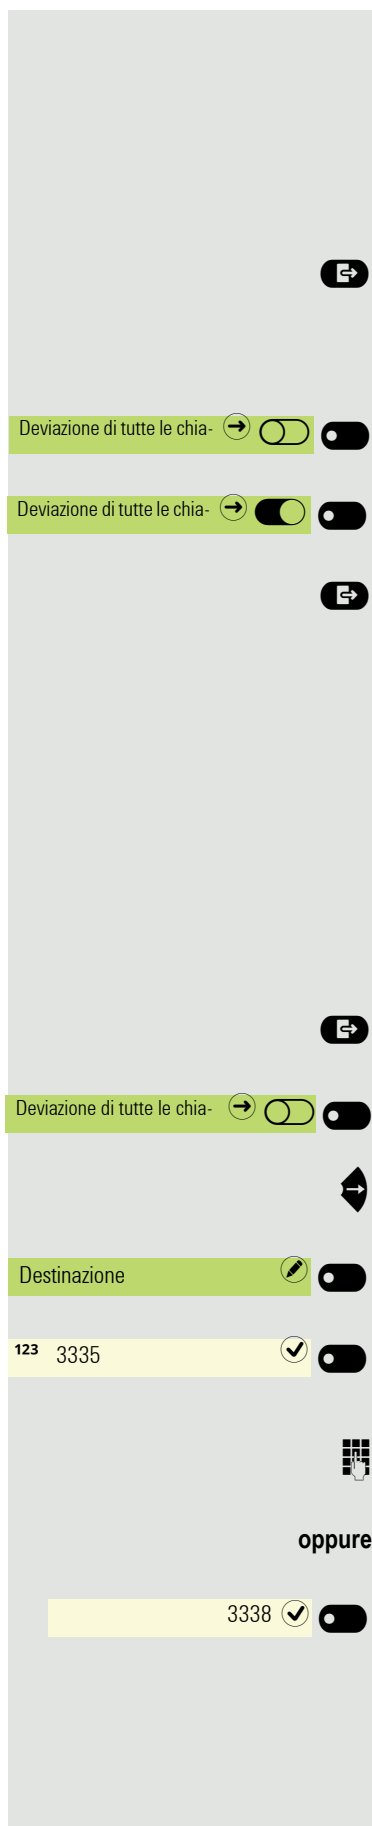 Deviazione di tutte le chia-
Deviazione di tutte le chia-
Deviazione di tutte le chia-
Destinazione
123 3335
oppure
3338